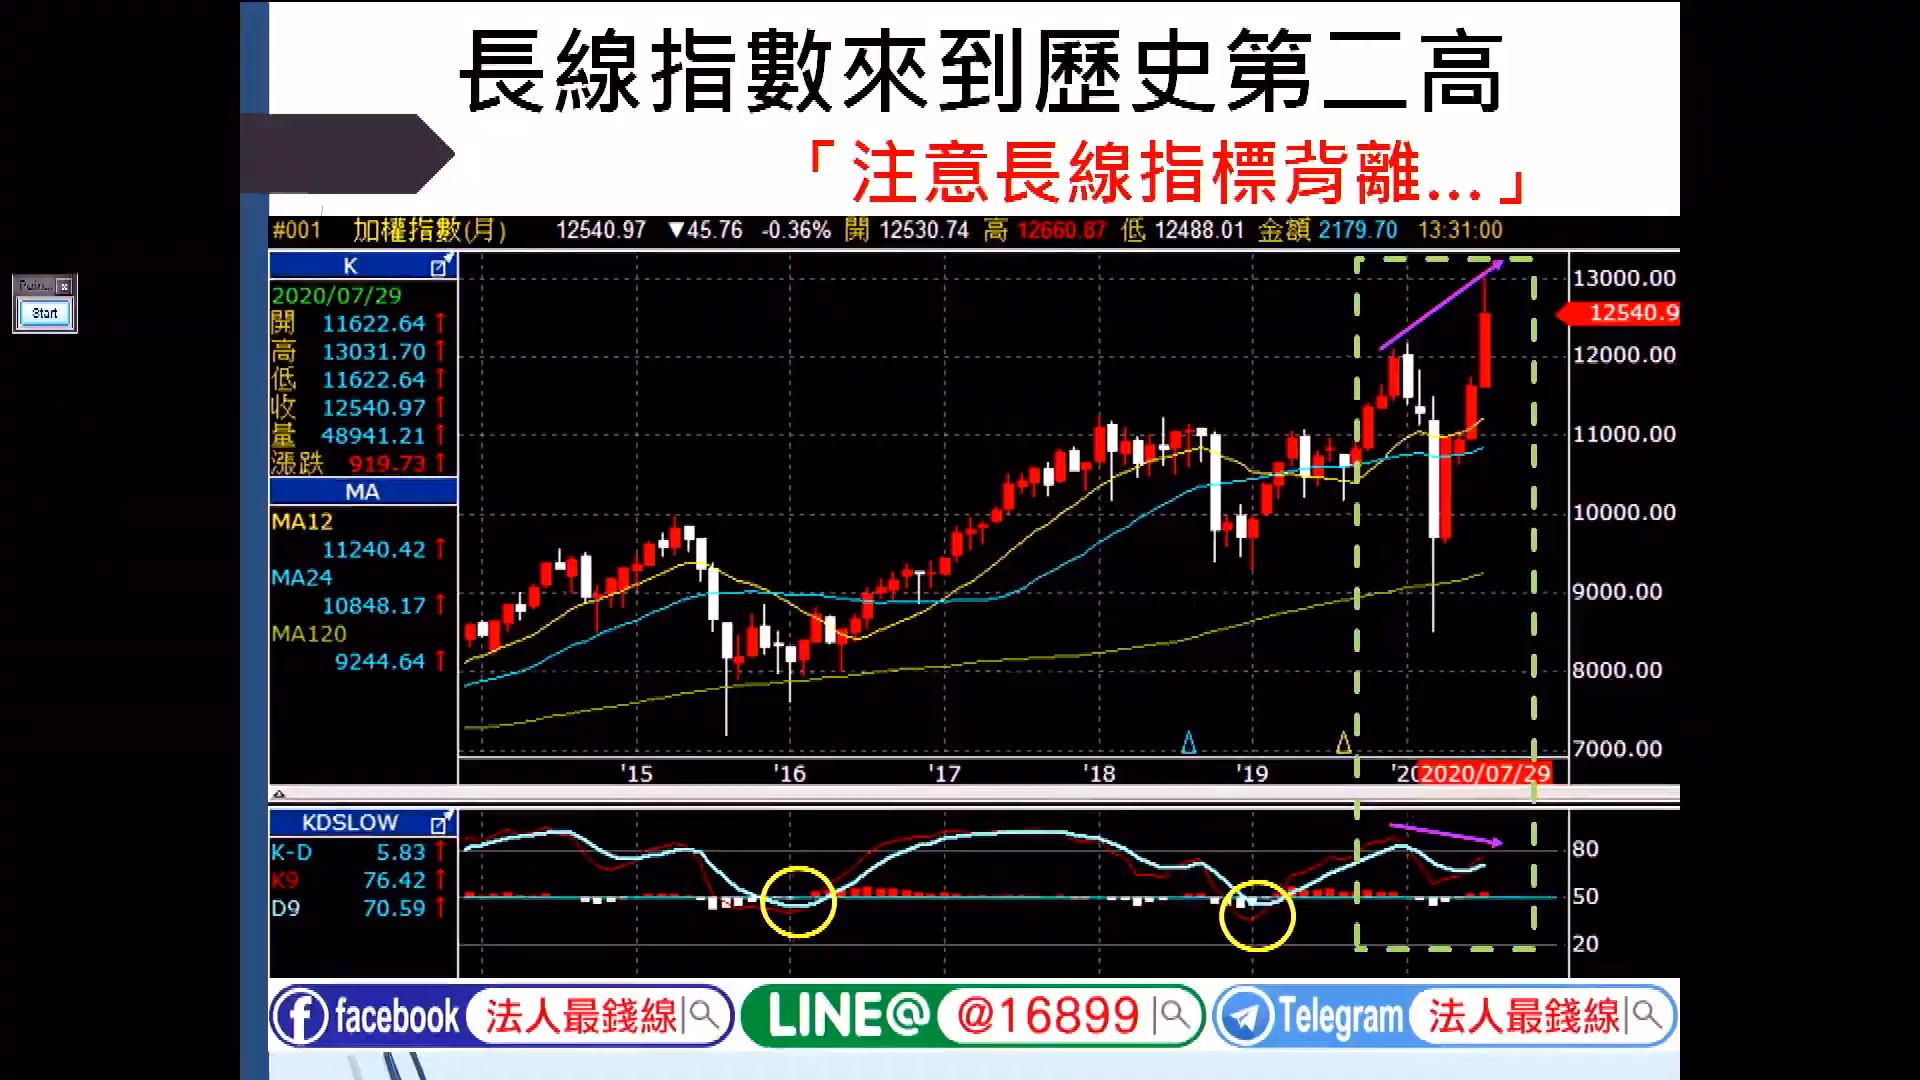 長線指數來到歷史第二高
「注意長線指標背離...」
#001 加權指數(月) 12540.97 ▼45.76 -0.36% 開 12530.74 高 12660.87 低 12488.01 金額 2179.70 13:31:00
K
2020/07/29
開 11622.64 ↑
高 13031.70 ↑
低 11622.64 ↑
收 12540.97 ↑
量 48941.21 ↑
漲跌 919.73 ↑
MA
MA12
11240.42 ↑
MA24
10848.17 ↑
MA120
9244.64 ↑
13000.00
12540.9
12000.00
11000.00
10000.00
9000.00
8000.00
7000.00
'15 '16 '17 '18 '19 '20 2020/07/29
KDSLOW
K-D 5.83 ↑
K9 76.42 ↑
D9 70.59 ↑
80
50
20
Start
facebook 法人最錢線
LINE@ @16899
Telegram 法人最錢線